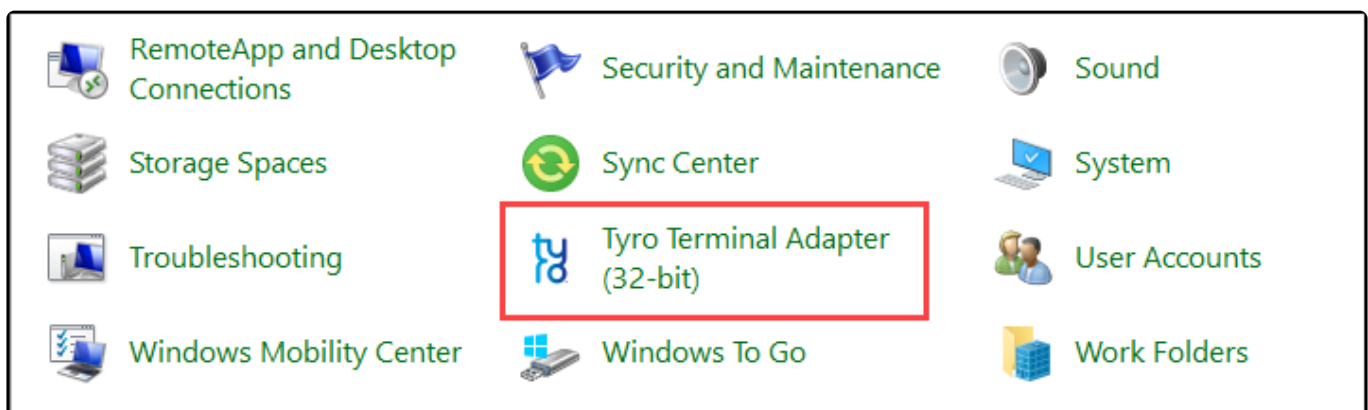 RemoteApp and Desktop
Connections
Security and Maintenance
Sound
Storage Spaces
Sync Center
System
Troubleshooting
tyro
Tyro Terminal Adapter
(32-bit)
User Accounts
Windows Mobility Center
Windows To Go
Work Folders